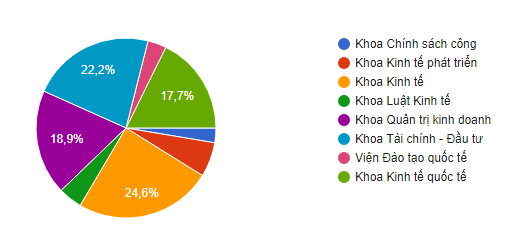 22,2%
17,7%
18,9%
24,6%
Khoa Chính sách công
Khoa Kinh tế phát triển
Khoa Kinh tế
Khoa Luật Kinh tế
Khoa Quản trị kinh doanh
Khoa Tài chính - Đầu tư
Viện Đào tạo quốc tế
Khoa Kinh tế quốc tế